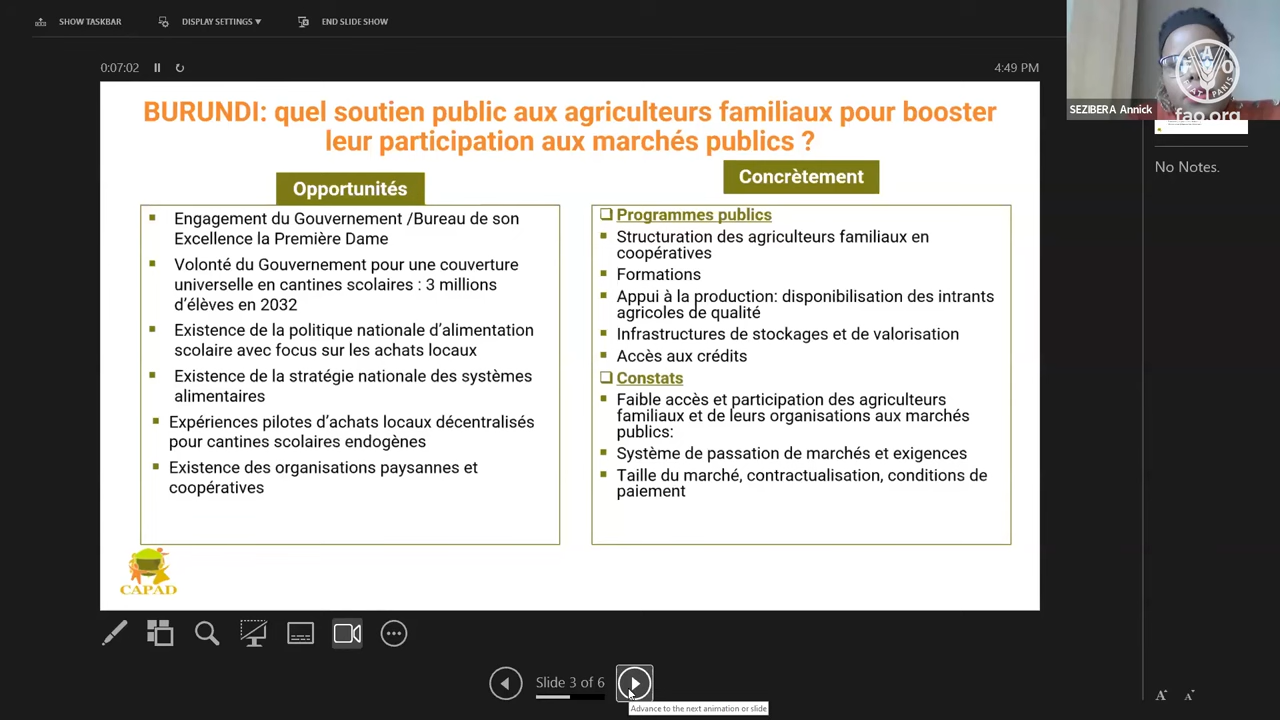 SHOW TASKBAR
DISPLAY SETTINGS ▼
END SLIDE SHOW
0:07:02
4:49 PM
BURUNDI: quel soutien public aux agriculteurs familiaux pour booster
leur participation aux marchés publics ?
Opportunités
Engagement du Gouvernement /Bureau de son
Excellence la Première Dame
Volonté du Gouvernement pour une couverture
universelle en cantines scolaires : 3 millions
d’élèves en 2032
Existence de la politique nationale d’alimentation
scolaire avec focus sur les achats locaux
Existence de la stratégie nationale des systèmes
alimentaires
Expériences pilotes d’achats locaux décentralisés
pour cantines scolaires endogènes
Existence des organisations paysannes et
coopératives
Concrètement
Programmes publics
Structuration des agriculteurs familiaux en
coopératives
Formations
Appui à la production: disponibilisation des intrants
agricoles de qualité
Infrastructures de stockages et de valorisation
Accès aux crédits
Constats
Faible accès et participation des agriculteurs
familiaux et de leurs organisations aux marchés
publics:
Système de passation de marchés et exigences
Taille du marché, contractualisation, conditions de
paiement
CAPAD
Slide 3 of 6
Advance to the next animation or slide
SEZIBERA Annick
FAO
FIAT PANIS
fao.org
No Notes.
A A